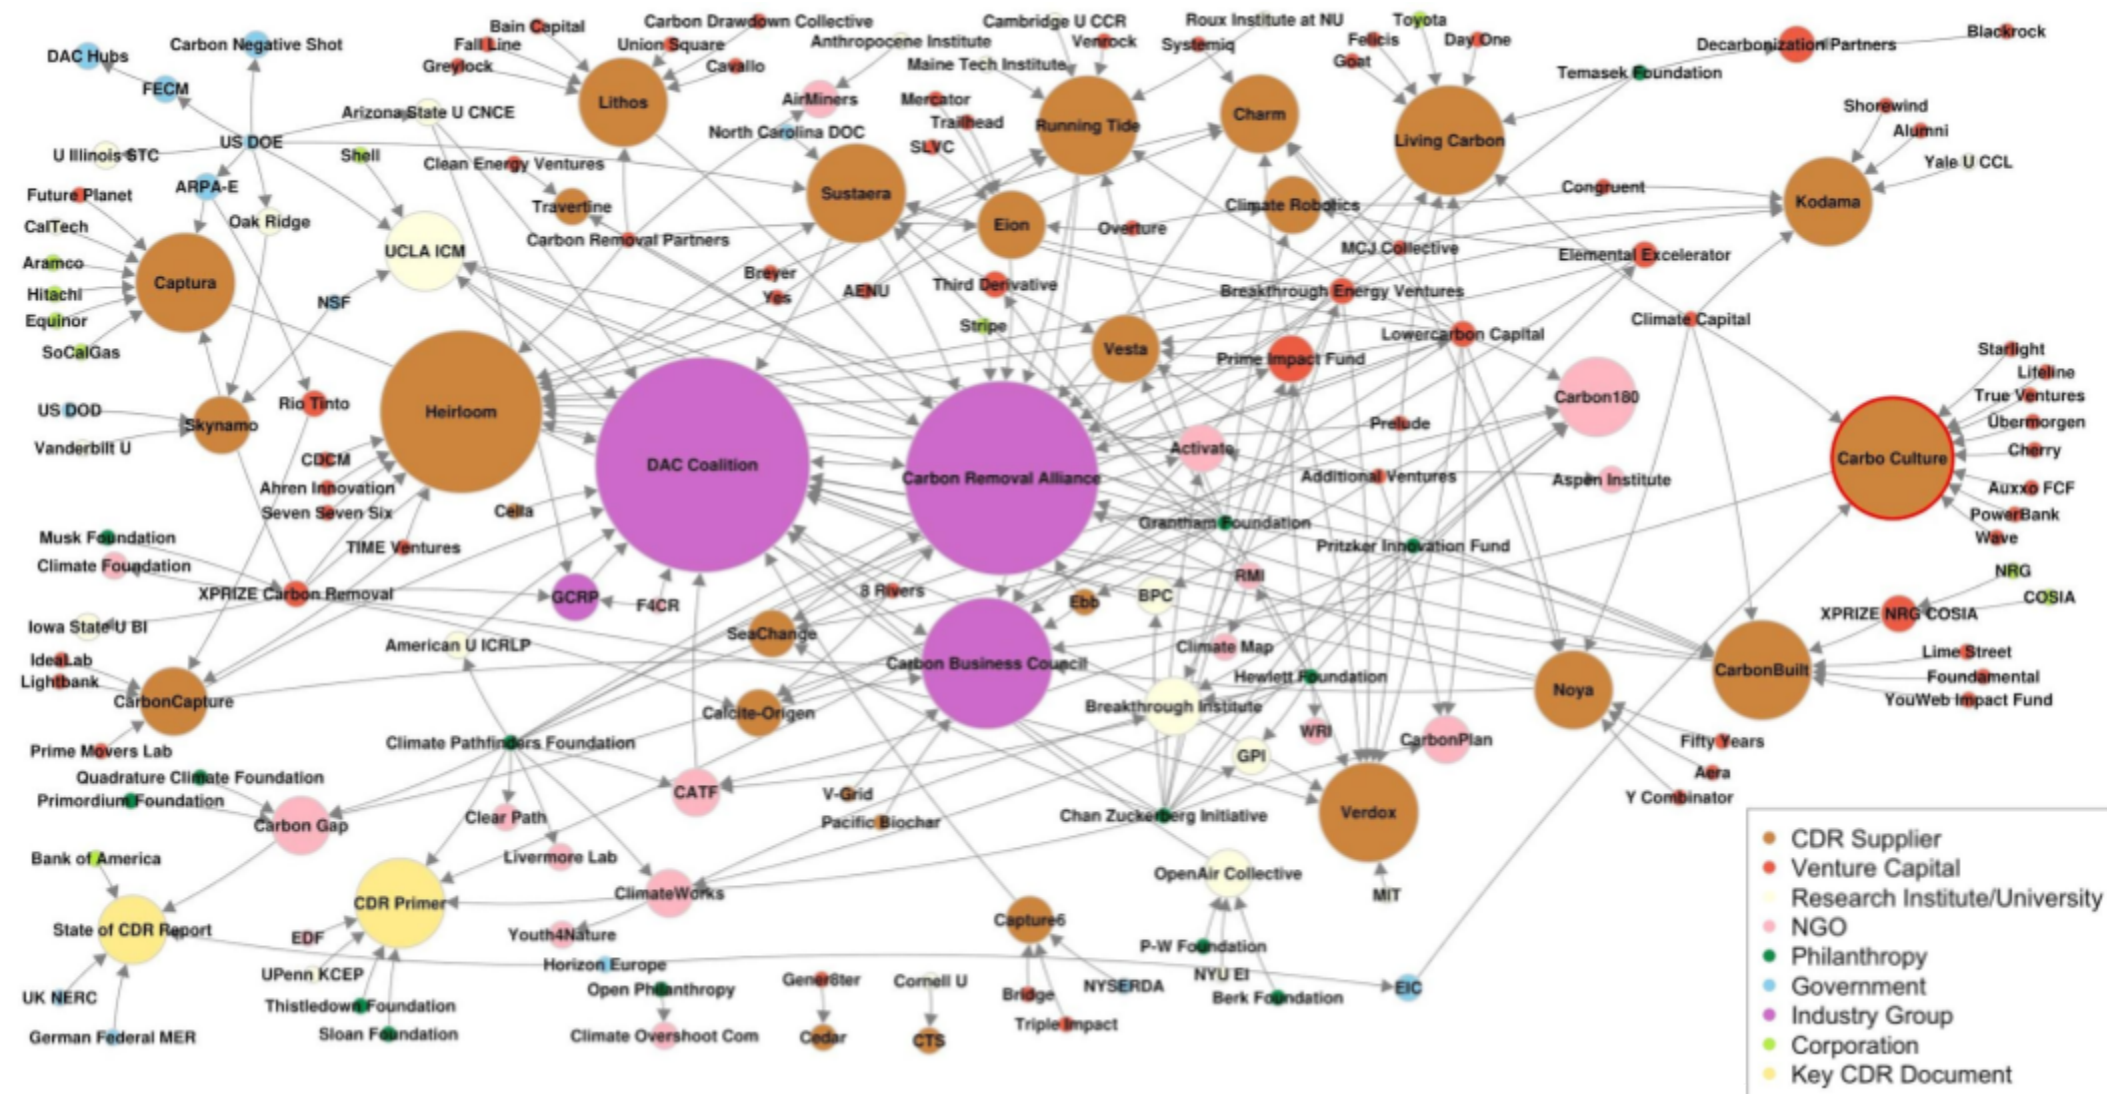 Bain Capital
Carbon Drawdown Collective
Cambridge U CCR
Roux Institute at NU
Toyota
Blackrock
DAC Hubs
Carbon Negative Shot
Fall Line
Union Square
Anthropocene Institute
Venrock
Systemiq
Felicis
Day One
Decarbonization Partners
Greylock
Cavallo
Maine Tech Institute
Goat
Temasek Foundation
FECM
Lithos
AirMiners
Mercator
Running Tide
Charm
Living Carbon
Shorewind
Arizona State U CNCE
North Carolina DOC
Trailhead
Alumni
US DOE
U Illinois STC
Shell
Clean Energy Ventures
SLVC
Yale U CCL
Future Planet
ARPA-E
Travertine
Sustaera
Eion
Climate Robotics
Congruent
Kodama
CalTech
Oak Ridge
Carbon Removal Partners
Overture
UCLA ICM
MCJ Collective
Elemental Excelerator
Aramco
Captura
Breyer
Third Derivative
Hitachi
NSF
Yes
AENU
Breakthrough Energy Ventures
Equinor
Stripe
Lowercarbon Capital
Climate Capital
SoCalGas
Vesta
Prime Impact Fund
Starlight
Lifeline
US DOD
Rio Tinto
Heirloom
Carbon180
True Ventures
Skynamo
Prelude
Übermorgen
Vanderbilt U
CDCM
DAC Coalition
Carbon Removal Alliance
Activate
Additional Ventures
Aspen Institute
Carbo Culture
Cherry
Ahren Innovation
Auxxo FCF
Seven Seven Six
Cella
Grantham Foundation
PowerBank
Musk Foundation
TIME Ventures
Pritzker Innovation Fund
Wave
Climate Foundation
RMI
NRG
XPRIZE Carbon Removal
GCRP
F4CR
8 Rivers
Ebb
BPC
COSIA
Iowa State U BI
SeaChange
XPRIZE NRG COSIA
American U ICRLP
Climate Map
IdeaLab
Carbon Business Council
Hewlett Foundation
Lime Street
Lightbank
CarbonBuilt
Foundamental
CarbonCapture
Calcite-Origen
Breakthrough Institute
Noya
YouWeb Impact Fund
Prime Movers Lab
Climate Pathfinders Foundation
WRI
CarbonPlan
Fifty Years
GPI
Quadrature Climate Foundation
CATF
V-Grid
Aera
Primordium Foundation
Carbon Gap
Clear Path
Pacific Biochar
Chan Zuckerberg Initiative
Verdox
Y Combinator
Bank of America
Livermore Lab
OpenAir Collective
CDR Primer
ClimateWorks
MIT
State of CDR Report
EDF
Youth4Nature
Capture6
P-W Foundation
UPenn KCEP
Horizon Europe
Gener8ter
Cornell U
NYSERDA
NYU EI
EIC
UK NERC
Thistledown Foundation
Open Philanthropy
Bridge
Berk Foundation
German Federal MER
Sloan Foundation
Climate Overshoot Com
Cedar
CTS
Triple Impact
CDR Supplier
Venture Capital
Research Institute/University
NGO
Philanthropy
Government
Industry Group
Corporation
Key CDR Document